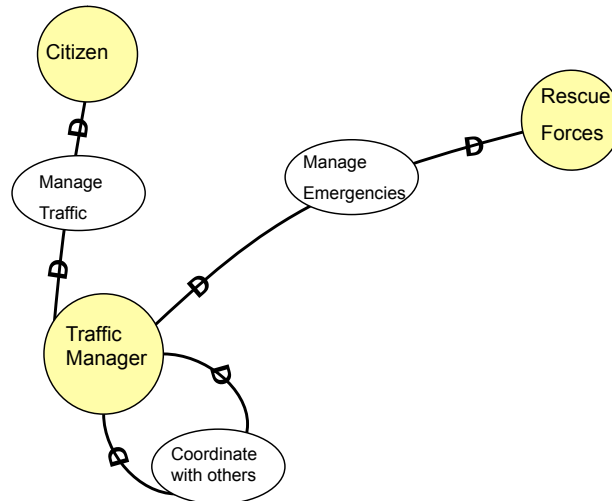 Citizen
D
Rescue
Forces
D
Manage
Emergencies
Manage
Traffic
D
D
Traffic
Manager
D
D
Coordinate
with others